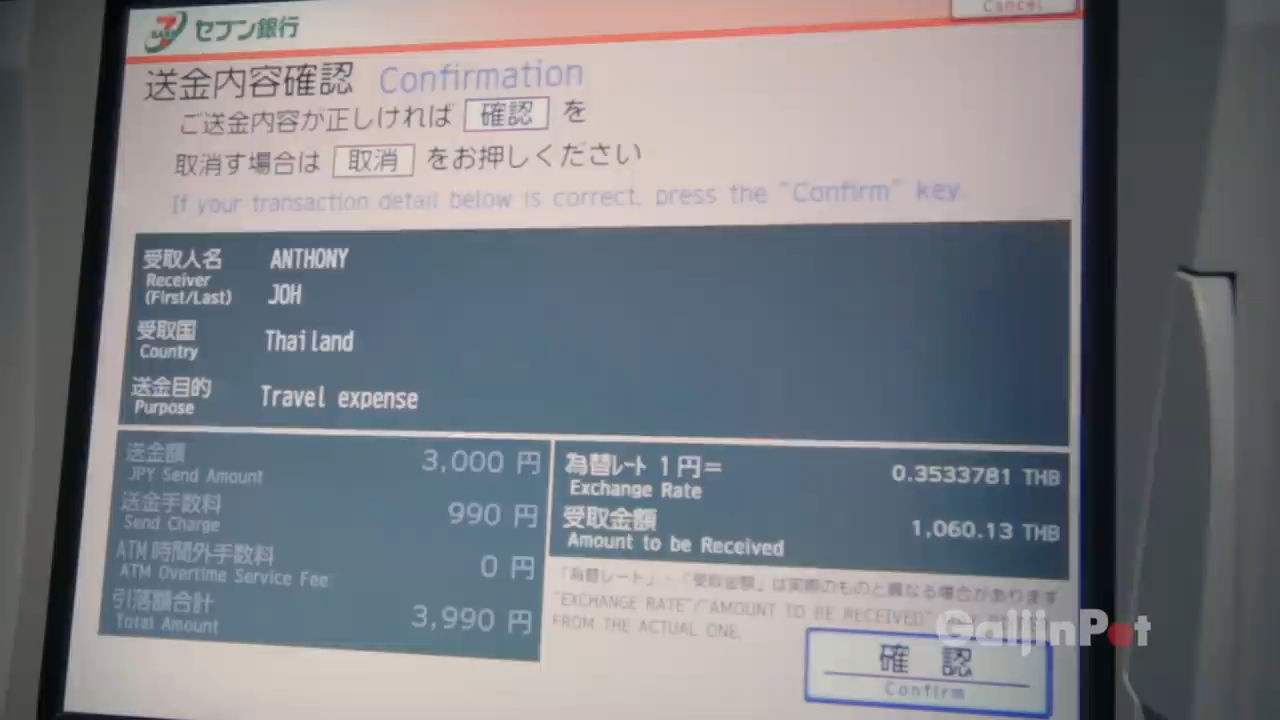 セブン銀行
Cancel
送金内容確認 Confirmation
ご送金内容が正しければ 確認 を
取消す場合は 取消 をお押しください
If your transaction detail below is correct, press the "Confirm" key.
受取人名 ANTHONY
Receiver
(First/Last) JOH
受取国 Thailand
Country
送金目的 Travel expense
Purpose
送金額 3,000 円
JPY Send Amount
送金手数料 990 円
Send Charge
ATM時間外手数料 0 円
ATM Overtime Service Fee
引落額合計 3,990 円
Total Amount
為替レート 1円= 0.3533781 THB
Exchange Rate
受取金額 1,060.13 THB
Amount to be Received
「為替レート」・「受取金額」は実際のものと異なる場合があります
"EXCHANGE RATE"/"AMOUNT TO BE RECEIVED"
FROM THE ACTUAL ONE.
GaijinPot
確認
Confirm